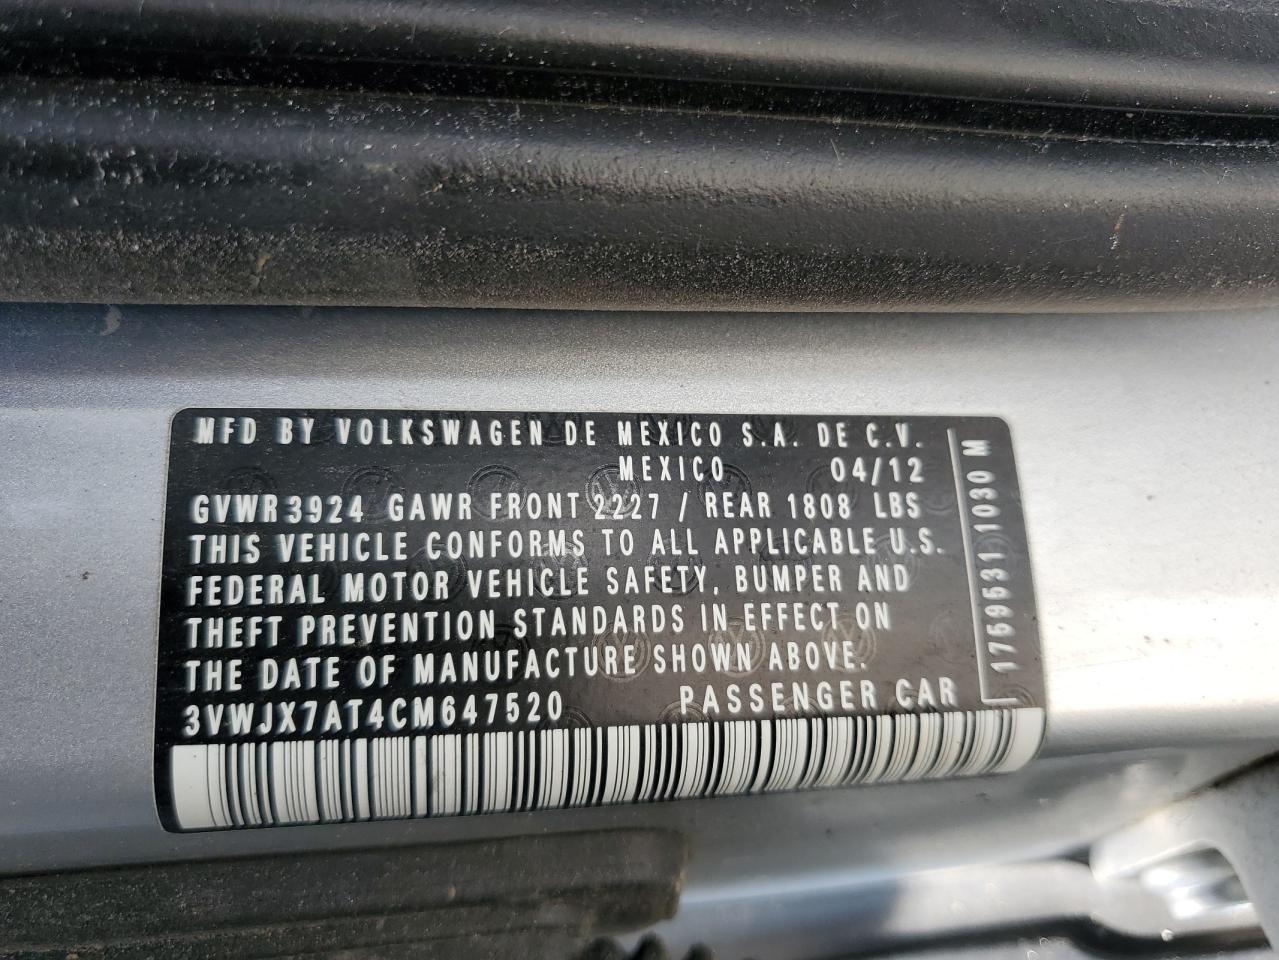 MFD BY VOLKSWAGEN DE MEXICO S.A. DE C.V.
MEXICO 04/12
GVWR 3924 GAWR FRONT 2227 / REAR 1808 LBS
THIS VEHICLE CONFORMS TO ALL APPLICABLE U.S.
FEDERAL MOTOR VEHICLE SAFETY, BUMPER AND
THEFT PREVENTION STANDARDS IN EFFECT ON
THE DATE OF MANUFACTURE SHOWN ABOVE.
3VWJX7AT4CM647520 PASSENGER CAR
17595311030 M